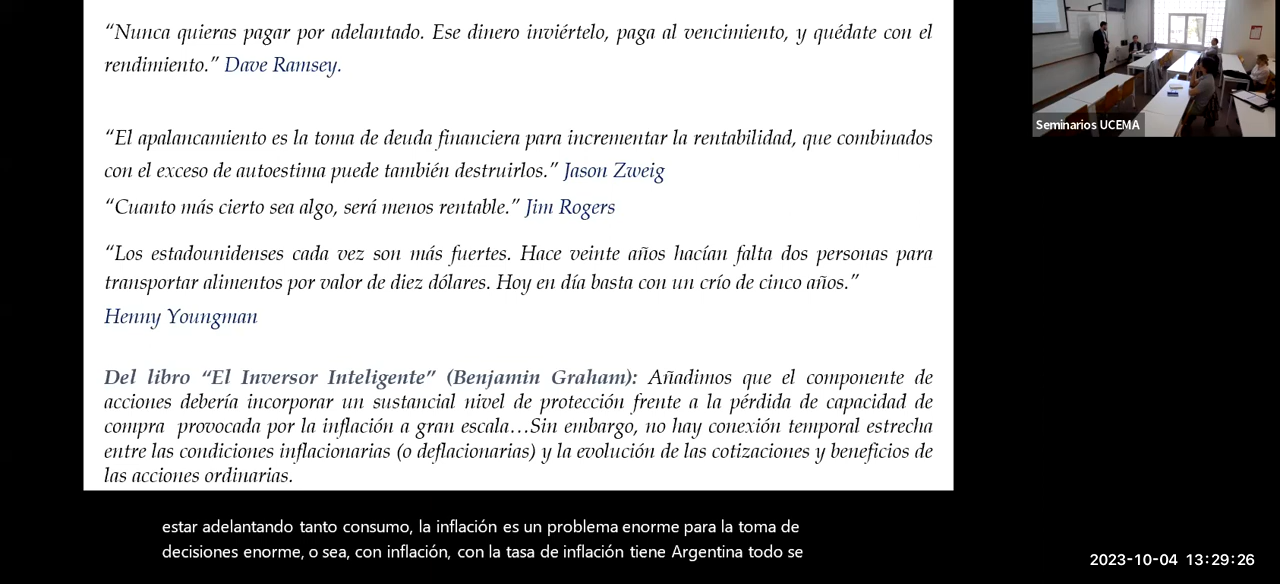 “Nunca quieras pagar por adelantado. Ese dinero inviértelo, paga al vencimiento, y quédate con el
rendimiento.” Dave Ramsey.
“El apalancamiento es la toma de deuda financiera para incrementar la rentabilidad, que combinados
con el exceso de autoestima puede también destruirlos.” Jason Zweig
“Cuanto más cierto sea algo, será menos rentable.” Jim Rogers
“Los estadounidenses cada vez son más fuertes. Hace veinte años hacían falta dos personas para
transportar alimentos por valor de diez dólares. Hoy en día basta con un crío de cinco años.”
Henny Youngman
Del libro “El Inversor Inteligente” (Benjamin Graham): Añadimos que el componente de
acciones debería incorporar un sustancial nivel de protección frente a la pérdida de capacidad de
compra provocada por la inflación a gran escala…Sin embargo, no hay conexión temporal estrecha
entre las condiciones inflacionarias (o deflacionarias) y la evolución de las cotizaciones y beneficios de
las acciones ordinarias.
Seminarios UCEMA
estar adelantando tanto consumo, la inflación es un problema enorme para la toma de
decisiones enorme, o sea, con inflación, con la tasa de inflación tiene Argentina todo se
2023-10-04 13:29:26